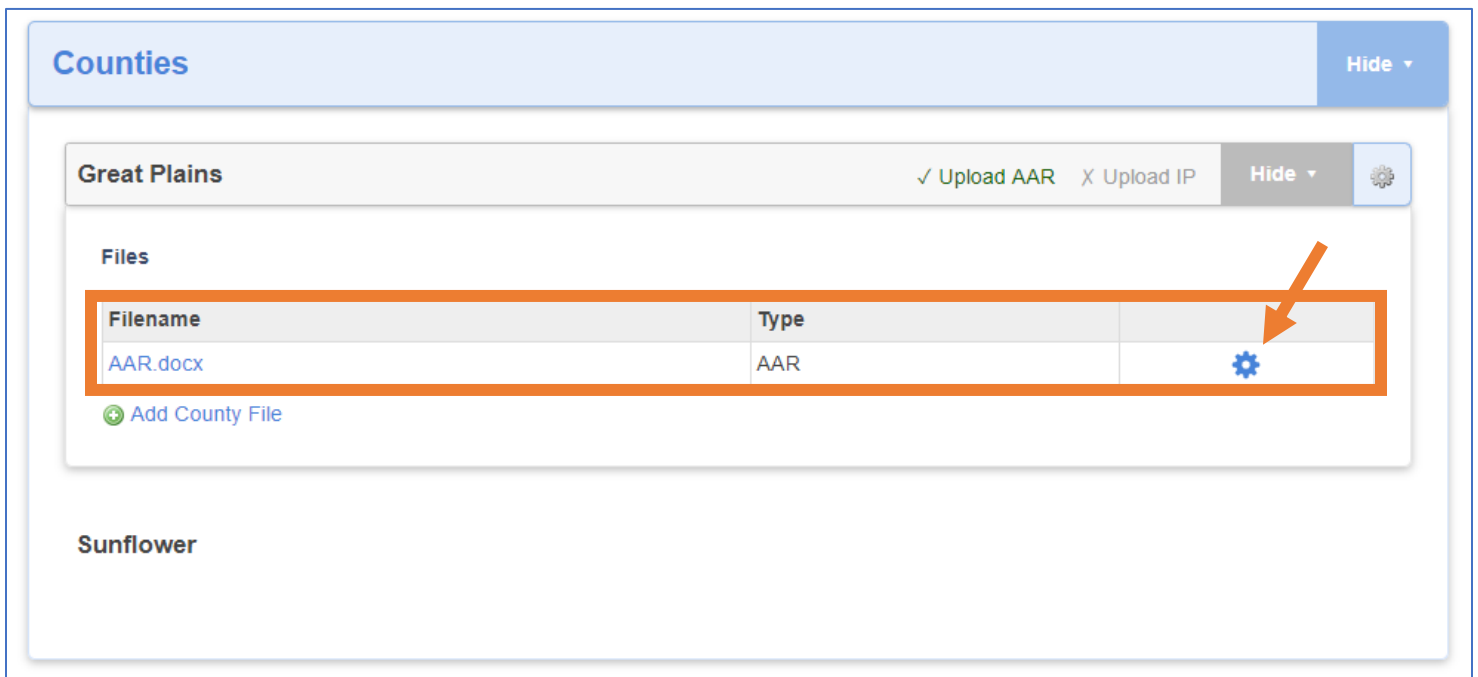 Counties Hide
Great Plains ✓ Upload AAR X Upload IP Hide
Files
Filename Type
AAR.docx AAR
Add County File
Sunflower